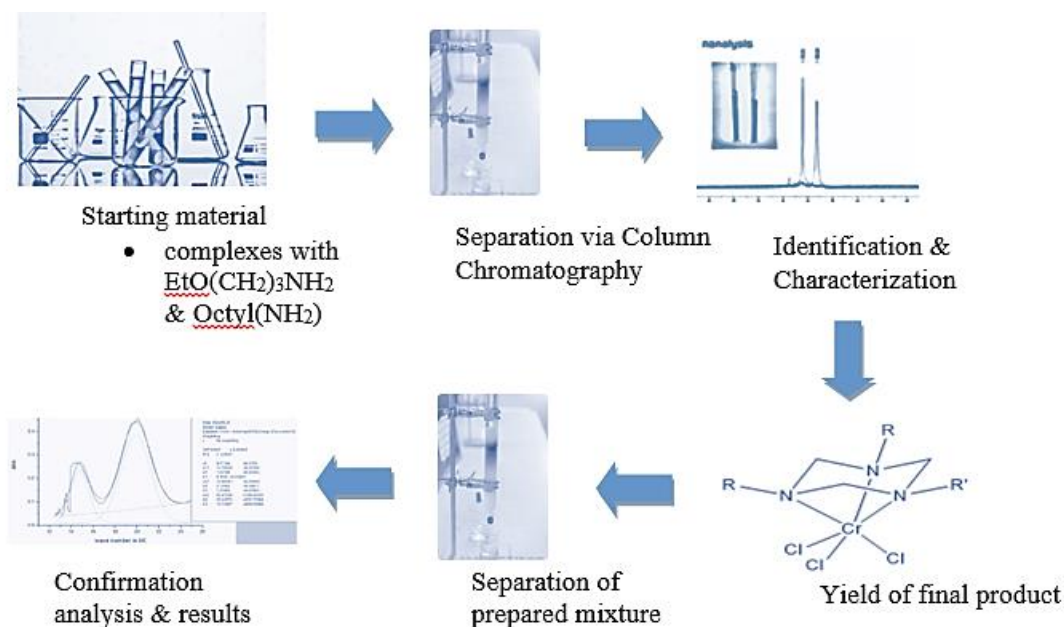 nanalysis
Starting material
• complexes with
EtO(CH2)3NH2
& Octyl(NH2)
Separation via Column
Chromatography
Identification &
Characterization
R
R
N
N
N
R'
Cr
Cl
Cl
Cl
Yield of final product
Separation of
prepared mixture
Confirmation
analysis & results